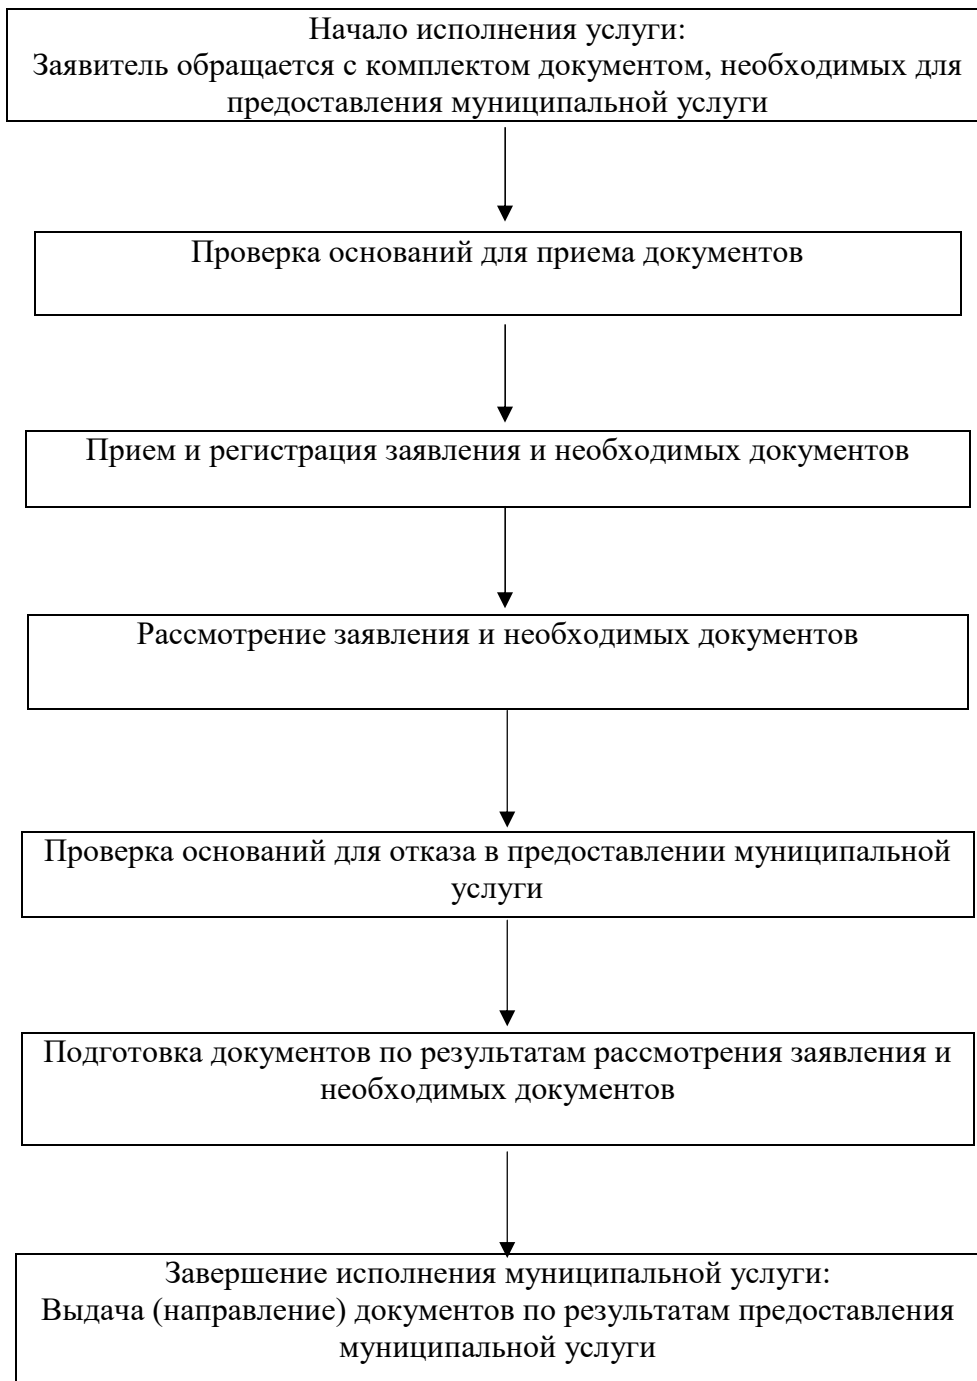 Начало исполнения услуги:
Заявитель обращается с комплектом документом, необходимых для
предоставления муниципальной услуги
Проверка оснований для приема документов
Прием и регистрация заявления и необходимых документов
Рассмотрение заявления и необходимых документов
Проверка оснований для отказа в предоставлении муниципальной
услуги
Подготовка документов по результатам рассмотрения заявления и
необходимых документов
Завершение исполнения муниципальной услуги:
Выдача (направление) документов по результатам предоставления
муниципальной услуги